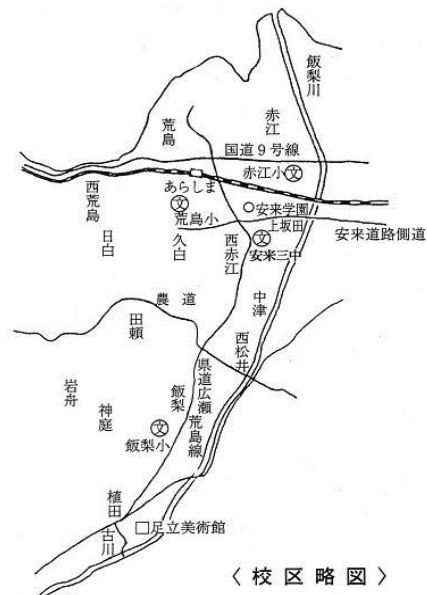 飯梨川
赤江
荒島
国道9号線
赤江小
文
あらしま
西荒島
文
荒島小
安来学園
上坂田
文
安来三中
安来道路側道
日白
久白
西赤江
農道
中津
田頼
西松井
県道広瀬荒島線
飯梨
岩舟
神庭
文
飯梨小
植田
古川
足立美術館
〈校区略図〉